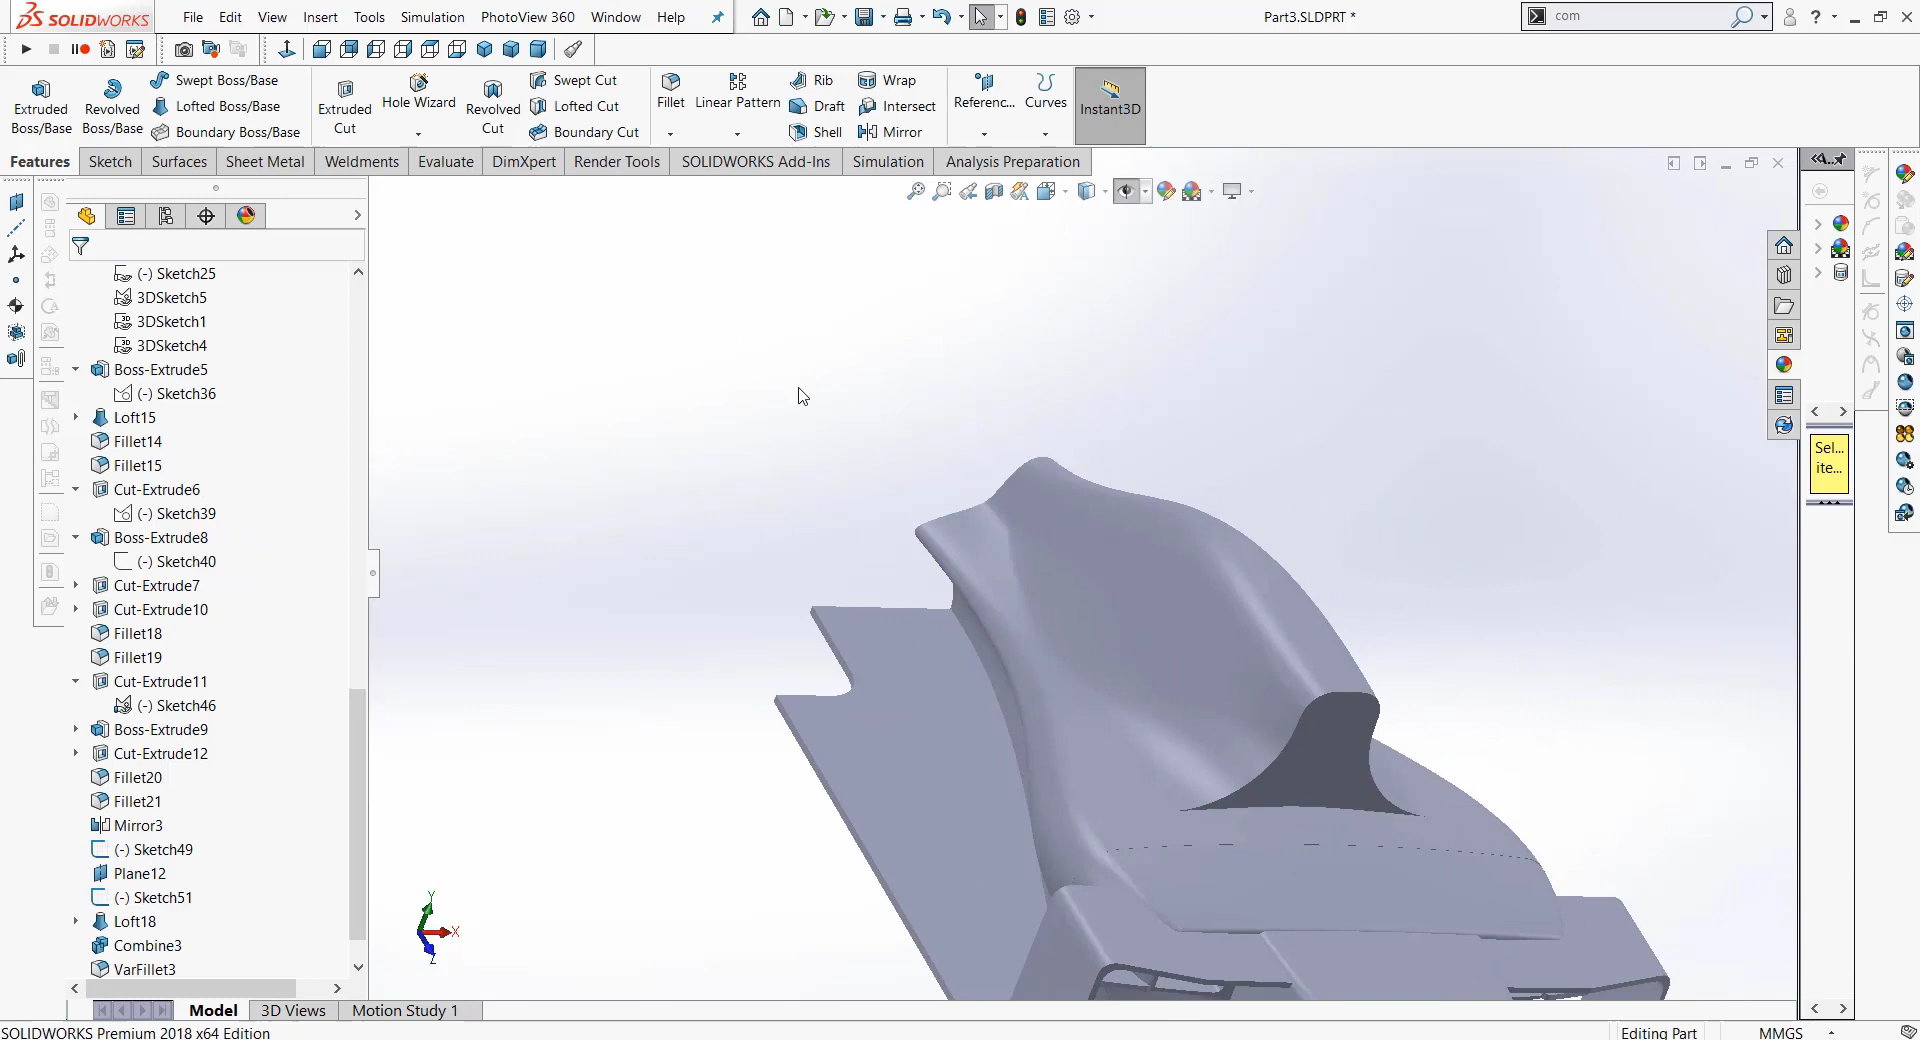 SOLIDWORKS File Edit View Insert Tools Simulation PhotoView 360 Window Help Part3.SLDPRT * com
Extruded Boss/Base
Revolved Boss/Base
Swept Boss/Base
Lofted Boss/Base
Boundary Boss/Base
Extruded Cut
Hole Wizard
Revolved Cut
Swept Cut
Lofted Cut
Boundary Cut
Fillet
Linear Pattern
Rib
Draft
Shell
Wrap
Intersect
Mirror
Referenc...
Curves
Instant3D
Features Sketch Surfaces Sheet Metal Weldments Evaluate DimXpert Render Tools SOLIDWORKS Add-Ins Simulation Analysis Preparation
(-) Sketch25
3DSketch5
3DSketch1
3DSketch4
Boss-Extrude5
(-) Sketch36
Loft15
Fillet14
Fillet15
Cut-Extrude6
(-) Sketch39
Boss-Extrude8
(-) Sketch40
Cut-Extrude7
Cut-Extrude10
Fillet18
Fillet19
Cut-Extrude11
(-) Sketch46
Boss-Extrude9
Cut-Extrude12
Fillet20
Fillet21
Mirror3
(-) Sketch49
Plane12
(-) Sketch51
Loft18
Combine3
VarFillet3
Y
X
Z
Sel...
ite...
Model 3D Views Motion Study 1
SOLIDWORKS Premium 2018 x64 Edition Editing Part MMGS